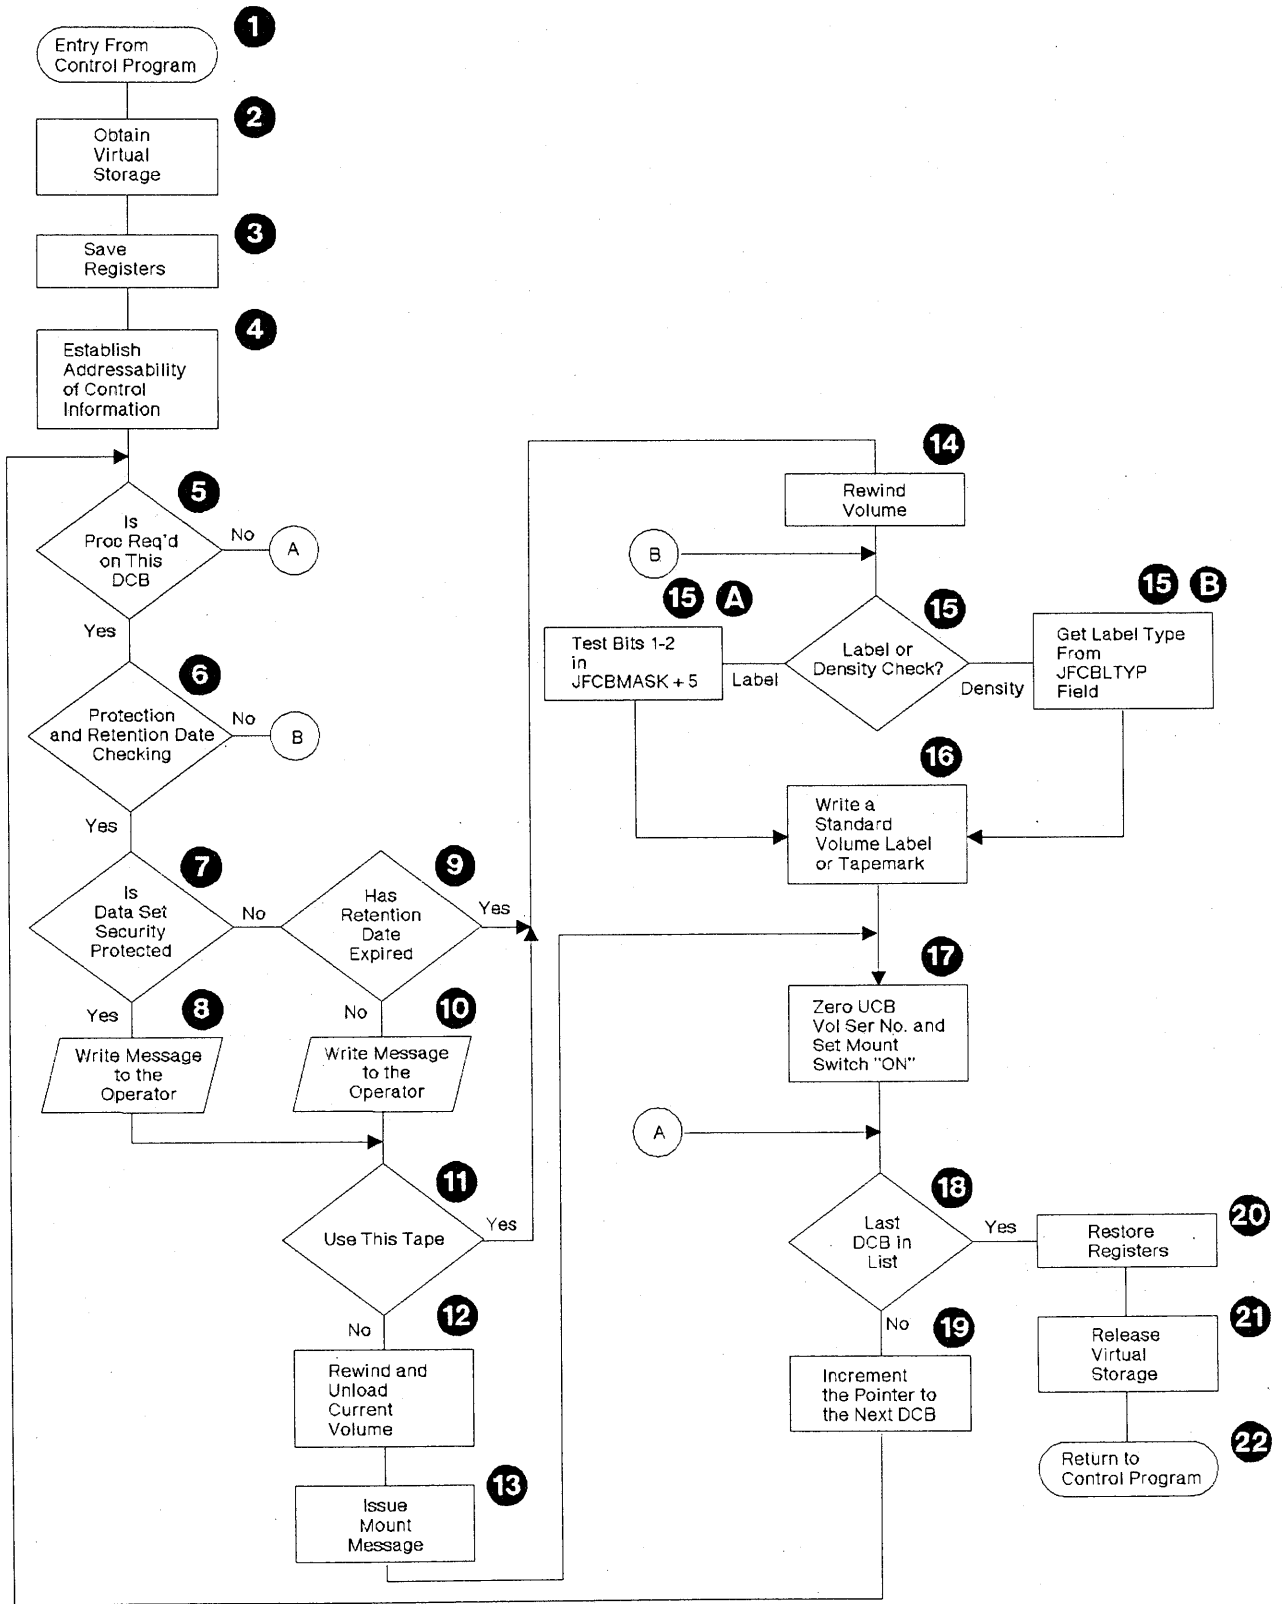 1
Entry From
Control Program
2
Obtain
Virtual
Storage
3
Save
Registers
4
Establish
Addressability
of Control
Information
5
Is
Proc Req'd
on This
DCB
No
A
Yes
6
Protection
and Retention Date
Checking
No
B
Yes
7
Is
Data Set
Security
Protected
No
Yes
8
Write Message
to the
Operator
9
Has
Retention
Date
Expired
Yes
No
10
Write Message
to the
Operator
11
Use This Tape
Yes
No
12
Rewind and
Unload
Current
Volume
13
Issue
Mount
Message
14
Rewind
Volume
B
15
Label or
Density Check?
Label
Density
15 A
Test Bits 1-2
in
JFCBMASK + 5
15 B
Get Label Type
From
JFCBLTYP
Field
16
Write a
Standard
Volume Label
or Tapemark
17
Zero UCB
Vol Ser No. and
Set Mount
Switch "ON"
A
18
Last
DCB in
List
Yes
No
19
Increment
the Pointer to
the Next DCB
20
Restore
Registers
21
Release
Virtual
Storage
22
Return to
Control Program